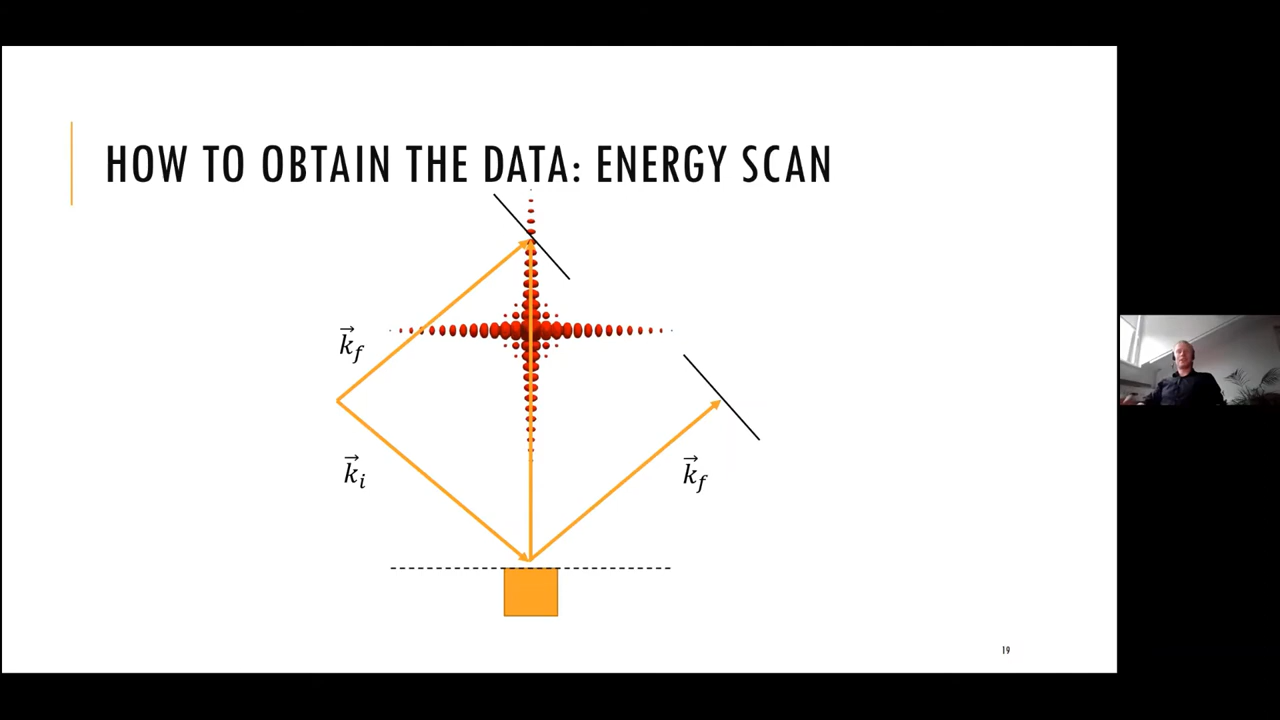 HOW TO OBTAIN THE DATA: ENERGY SCAN
k⃗f
k⃗i
k⃗f
19